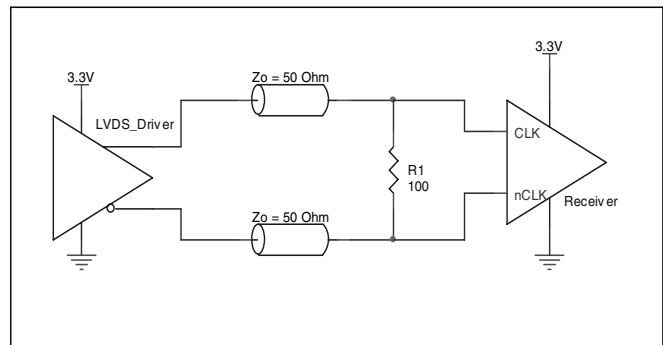 3.3V
LVDS_Driver
Zo = 50 Ohm
Zo = 50 Ohm
R1
100
3.3V
CLK
nCLK
Receiver